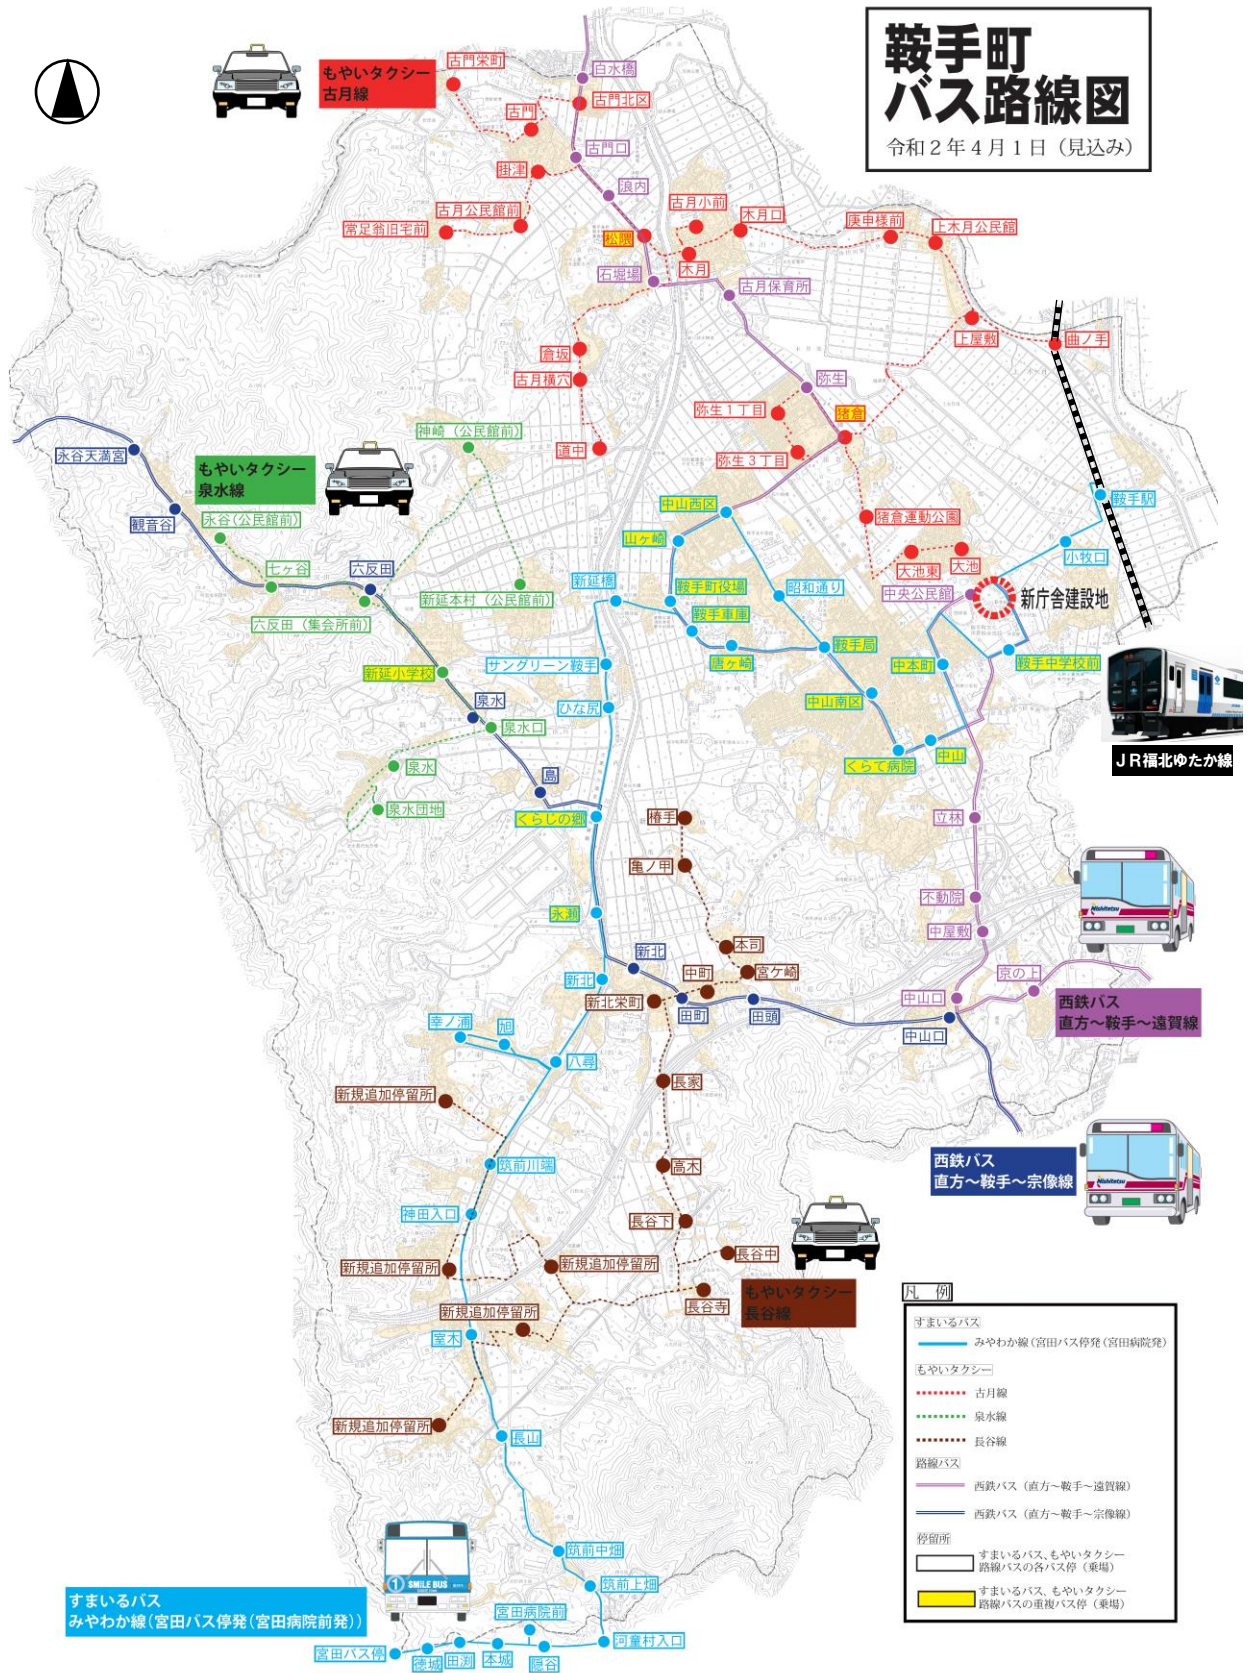 鞍手町
バス路線図
令和2年4月1日（見込み）
もやいタクシー
古月線
古門栄町
白水橋
古門北区
古門
古門口
掛津
浪内
古月公民館前
常足翁旧宅前
古月小前
木月口
庚申様前
上木月公民館
松隈
木月
石堀場
古月保育所
上屋敷
曲ノ手
倉坂
古月横穴
弥生
弥生1丁目
猪倉
道中
弥生3丁目
神崎（公民館前）
永谷天満宮
もやいタクシー
泉水線
観音谷
永谷（公民館前）
七ヶ谷
六反田
六反田（集会所前）
新延本村（公民館前）
新延小学校
泉水
泉水口
泉水
泉水団地
島
中山西区
山ヶ崎
猪倉運動公園
鞍手駅
小牧口
大池東
大池
新延橋
鞍手町役場
昭和通り
中央公民館
新庁舎建設地
鞍手車庫
唐ヶ崎
鞍手局
中本町
鞍手中学校前
サングリーン鞍手
ひな尻
中山南区
くらて病院
中山
JR福北ゆたか線
くらじの郷
椿手
立林
亀ノ甲
永瀬
不動院
中屋敷
本司
新北
新北
中町
宮ケ崎
京の上
新北栄町
田町
田頭
中山口
中山口
西鉄バス
直方～鞍手～遠賀線
幸ノ浦
旭
八尋
長家
新規追加停留所
筑前川端
高木
Nishitetsu
西鉄バス
直方～鞍手～宗像線
Nishitetsu
神田入口
長谷下
長谷中
新規追加停留所
新規追加停留所
長谷寺
もやいタクシー
長谷線
新規追加停留所
室木
新規追加停留所
長山
筑前中畑
筑前上畑
① SMILE BUS
すまいるバス
みやわか線（宮田バス停発（宮田病院前発））
宮田病院前
宮田バス停
徳城
田渕
本城
隠谷
河童村入口
凡 例
すまいるバス
みやわか線（宮田バス停発（宮田病院発）
もやいタクシー
古月線
泉水線
長谷線
路線バス
西鉄バス（直方～鞍手～遠賀線）
西鉄バス（直方～鞍手～宗像線）
停留所
すまいるバス、もやいタクシー
路線バスの各バス停（乗場）
すまいるバス、もやいタクシー
路線バスの重複バス停（乗場）